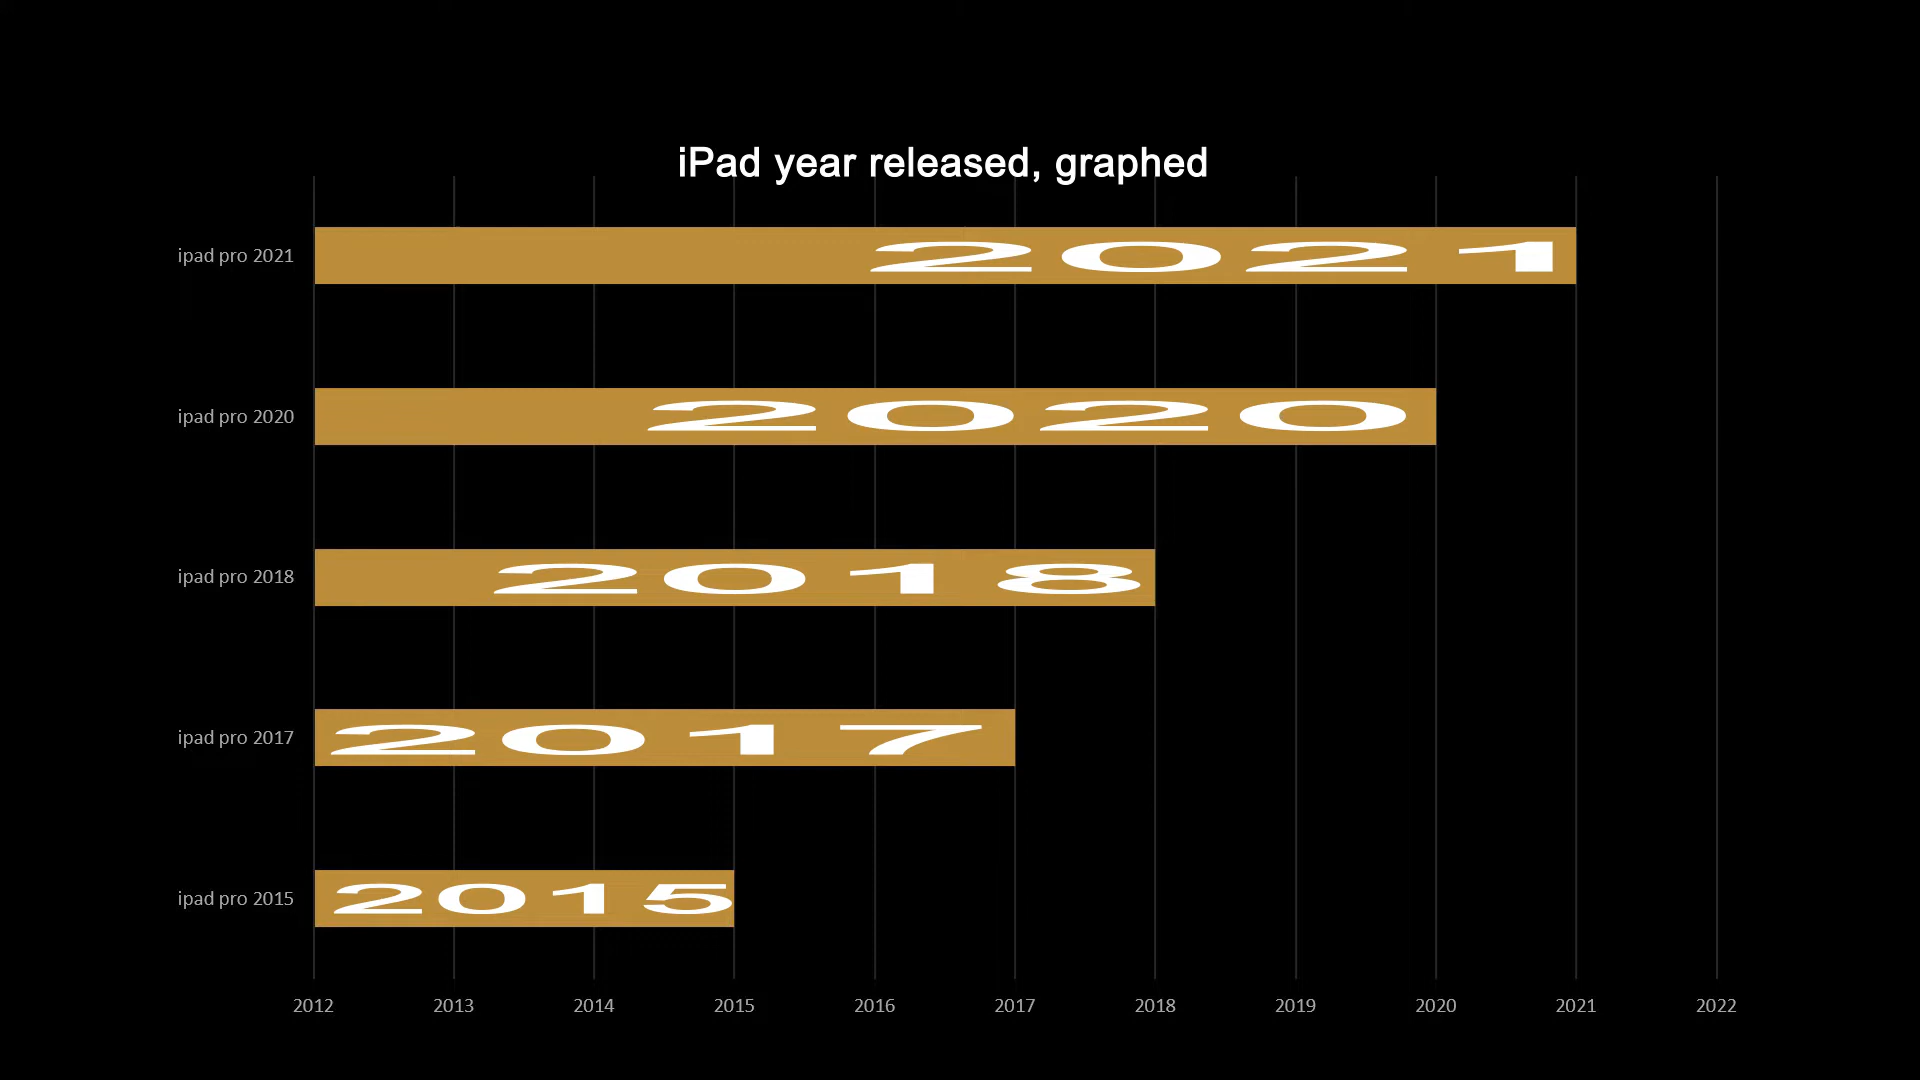 iPad year released, graphed
ipad pro 2021
2021
ipad pro 2020
2020
ipad pro 2018
2018
ipad pro 2017
2017
ipad pro 2015
2015
2012 2013 2014 2015 2016 2017 2018 2019 2020 2021 2022